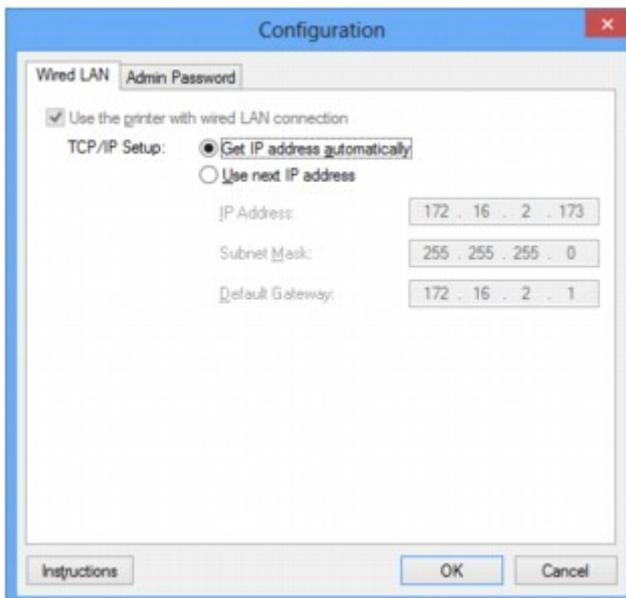 Configuration
Wired LAN Admin Password
Use the printer with wired LAN connection
TCP/IP Setup: Get IP address automatically
Use next IP address
IP Address: 172 . 16 . 2 . 173
Subnet Mask: 255 . 255 . 255 . 0
Default Gateway: 172 . 16 . 2 . 1
Instructions OK Cancel